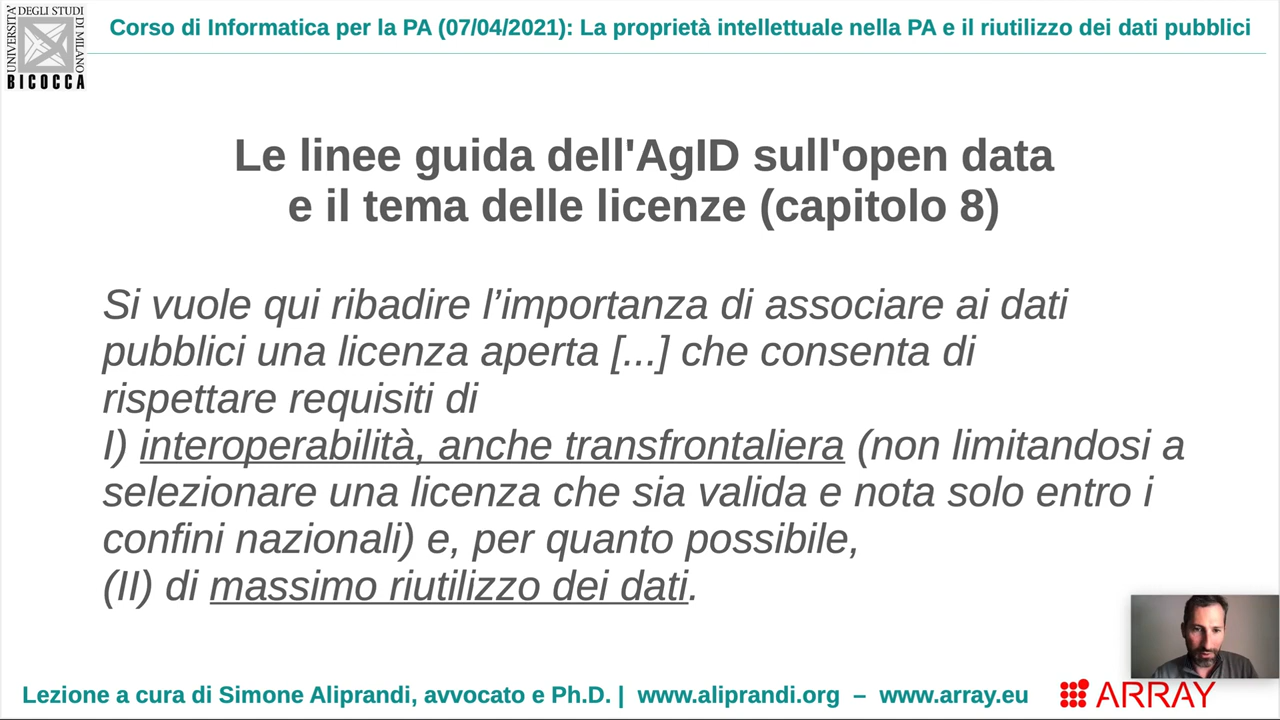 Corso di Informatica per la PA (07/04/2021): La proprietà intellettuale nella PA e il riutilizzo dei dati pubblici
UNIVERSITA' DEGLI STUDI DI MILANO
BICOCCA
Le linee guida dell'AgID sull'open data
e il tema delle licenze (capitolo 8)
Si vuole qui ribadire l’importanza di associare ai dati
pubblici una licenza aperta [...] che consenta di
rispettare requisiti di
I) interoperabilità, anche transfrontaliera (non limitandosi a
selezionare una licenza che sia valida e nota solo entro i
confini nazionali) e, per quanto possibile,
(II) di massimo riutilizzo dei dati.
Lezione a cura di Simone Aliprandi, avvocato e Ph.D. | www.aliprandi.org – www.array.eu
ARRAY